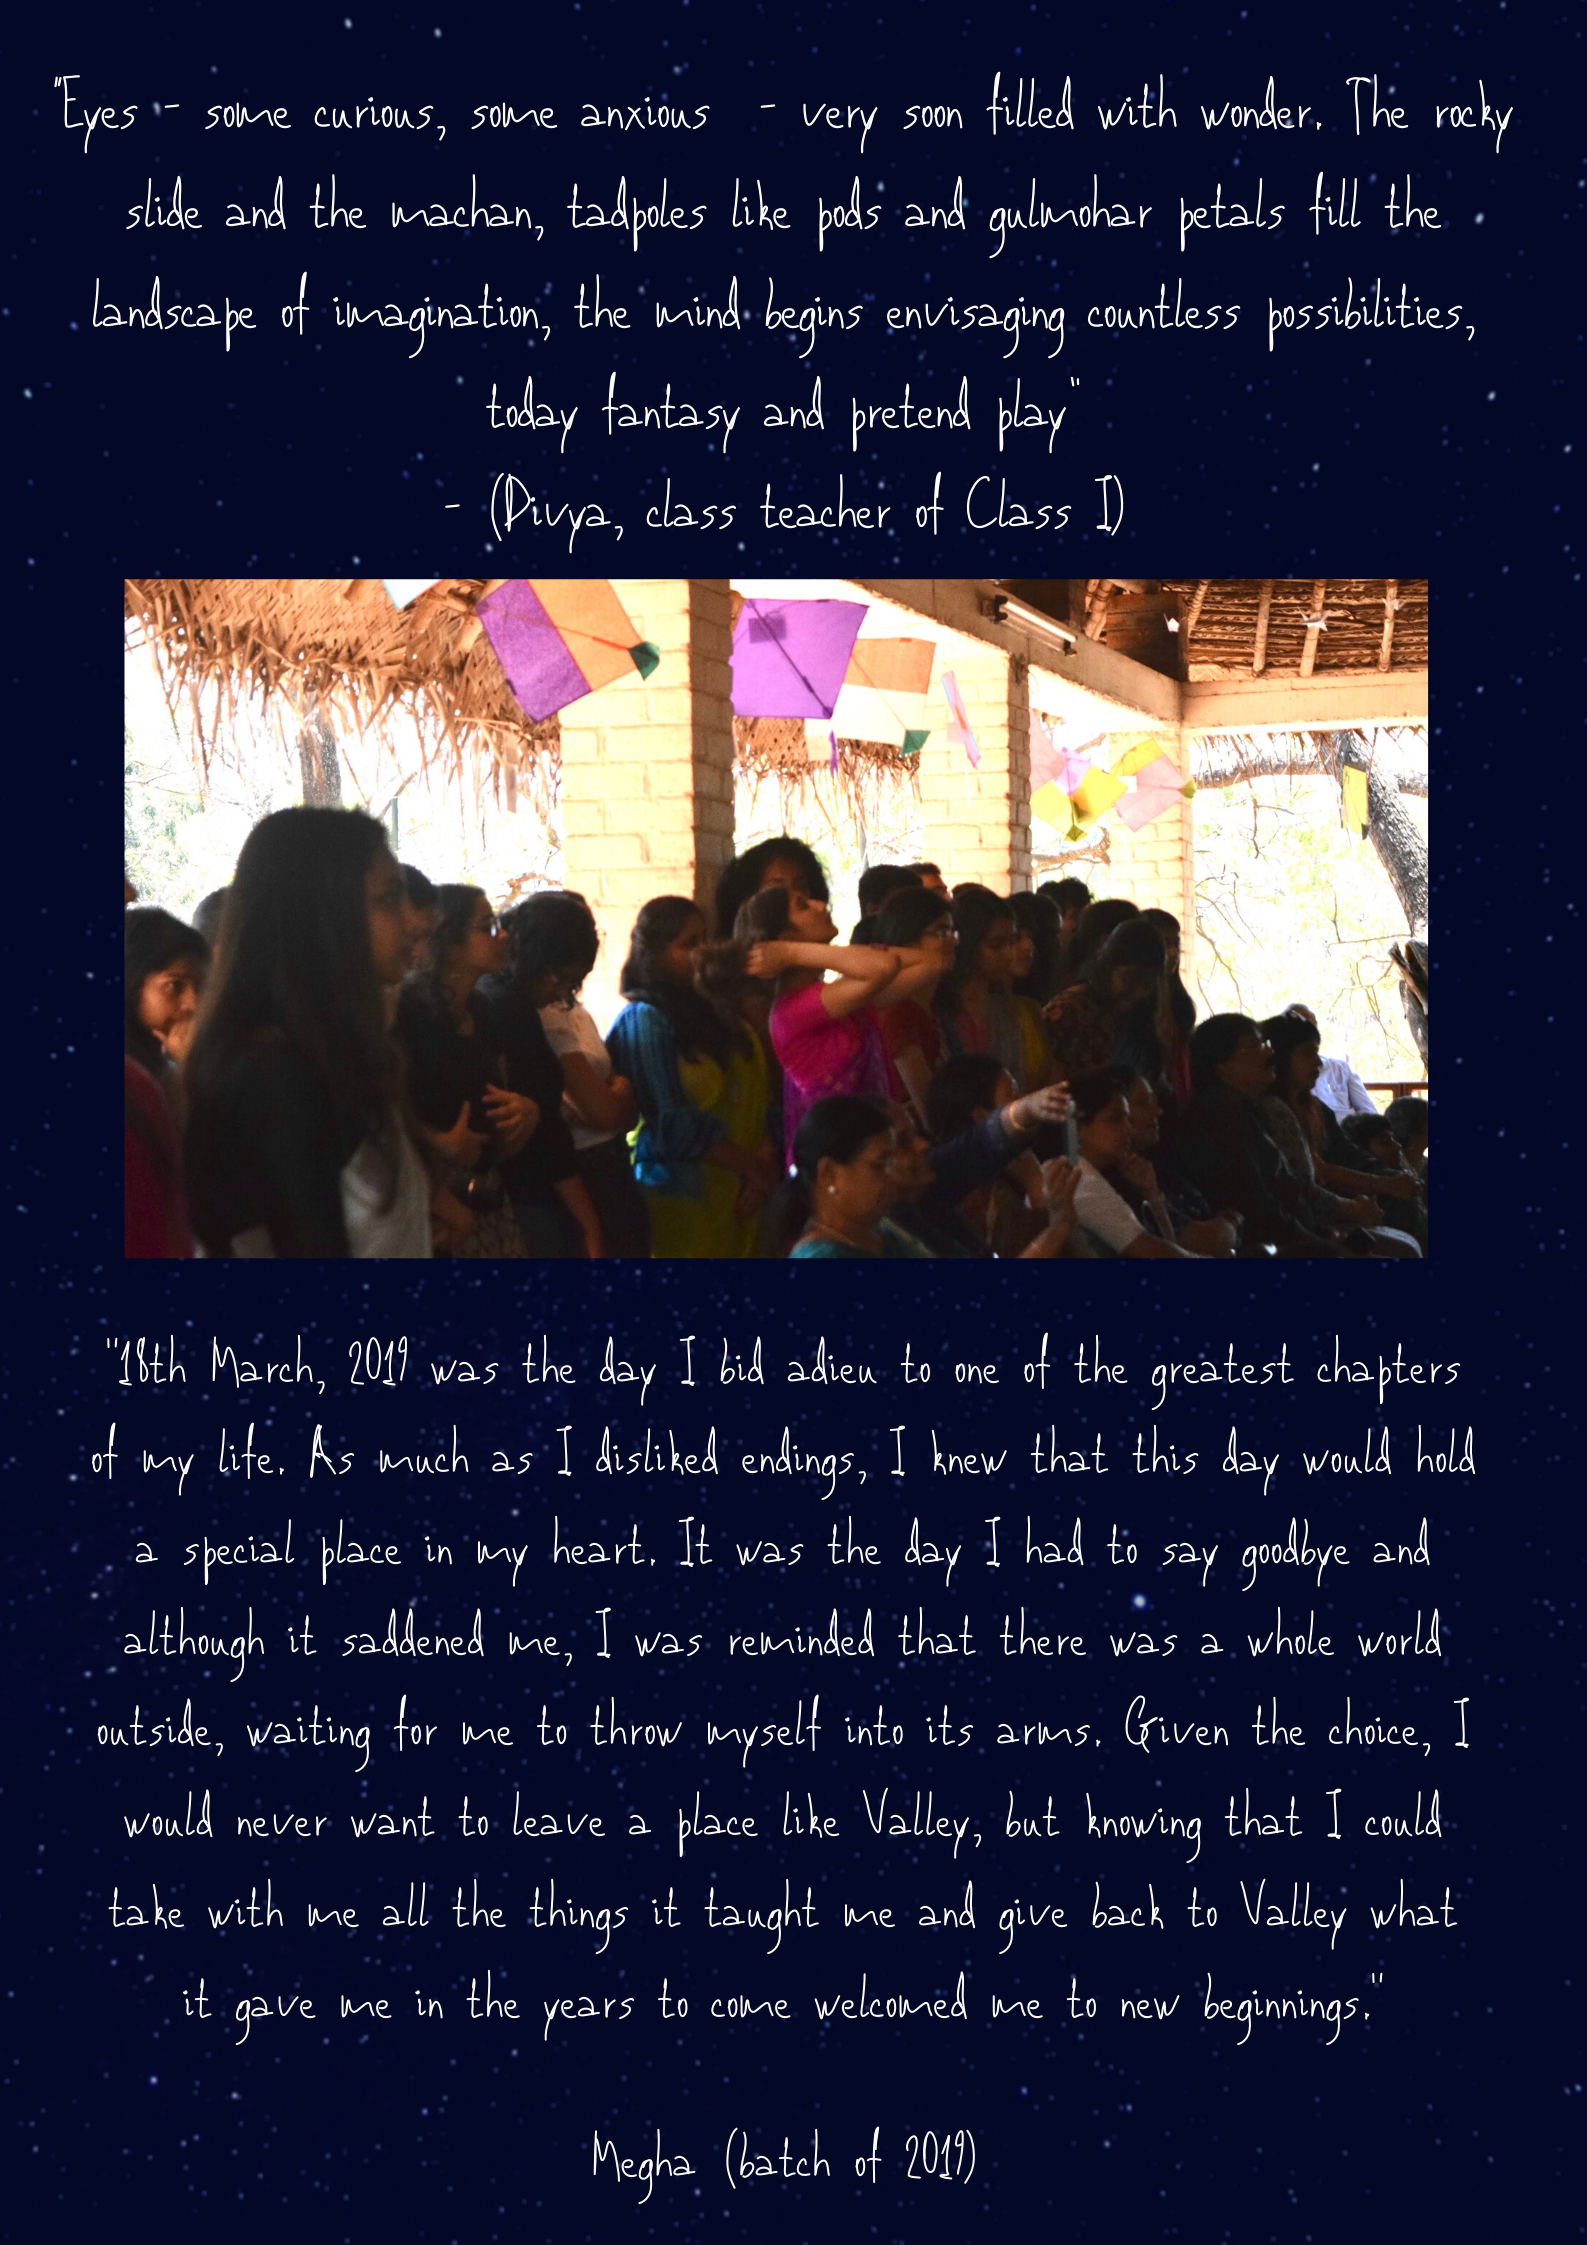 "Eyes - some curious, some anxious - very soon filled with wonder. The rocky
slide and the machan, tadpoles like pods and gulmohar petals fill the
landscape of imagination, the mind begins envisaging countless possibilities,
today fantasy and pretend play"
- (Divya, class teacher of Class I)
"18th March, 2019 was the day I bid adieu to one of the greatest chapters
of my life. As much as I disliked endings, I knew that this day would hold
a special place in my heart. It was the day I had to say goodbye and
although it saddened me, I was reminded that there was a whole world
outside, waiting for me to throw myself into its arms. Given the choice, I
would never want to leave a place like Valley, but knowing that I could
take with me all the things it taught me and give back to Valley what
it gave me in the years to come welcomed me to new beginnings."
Megha (batch of 2019)